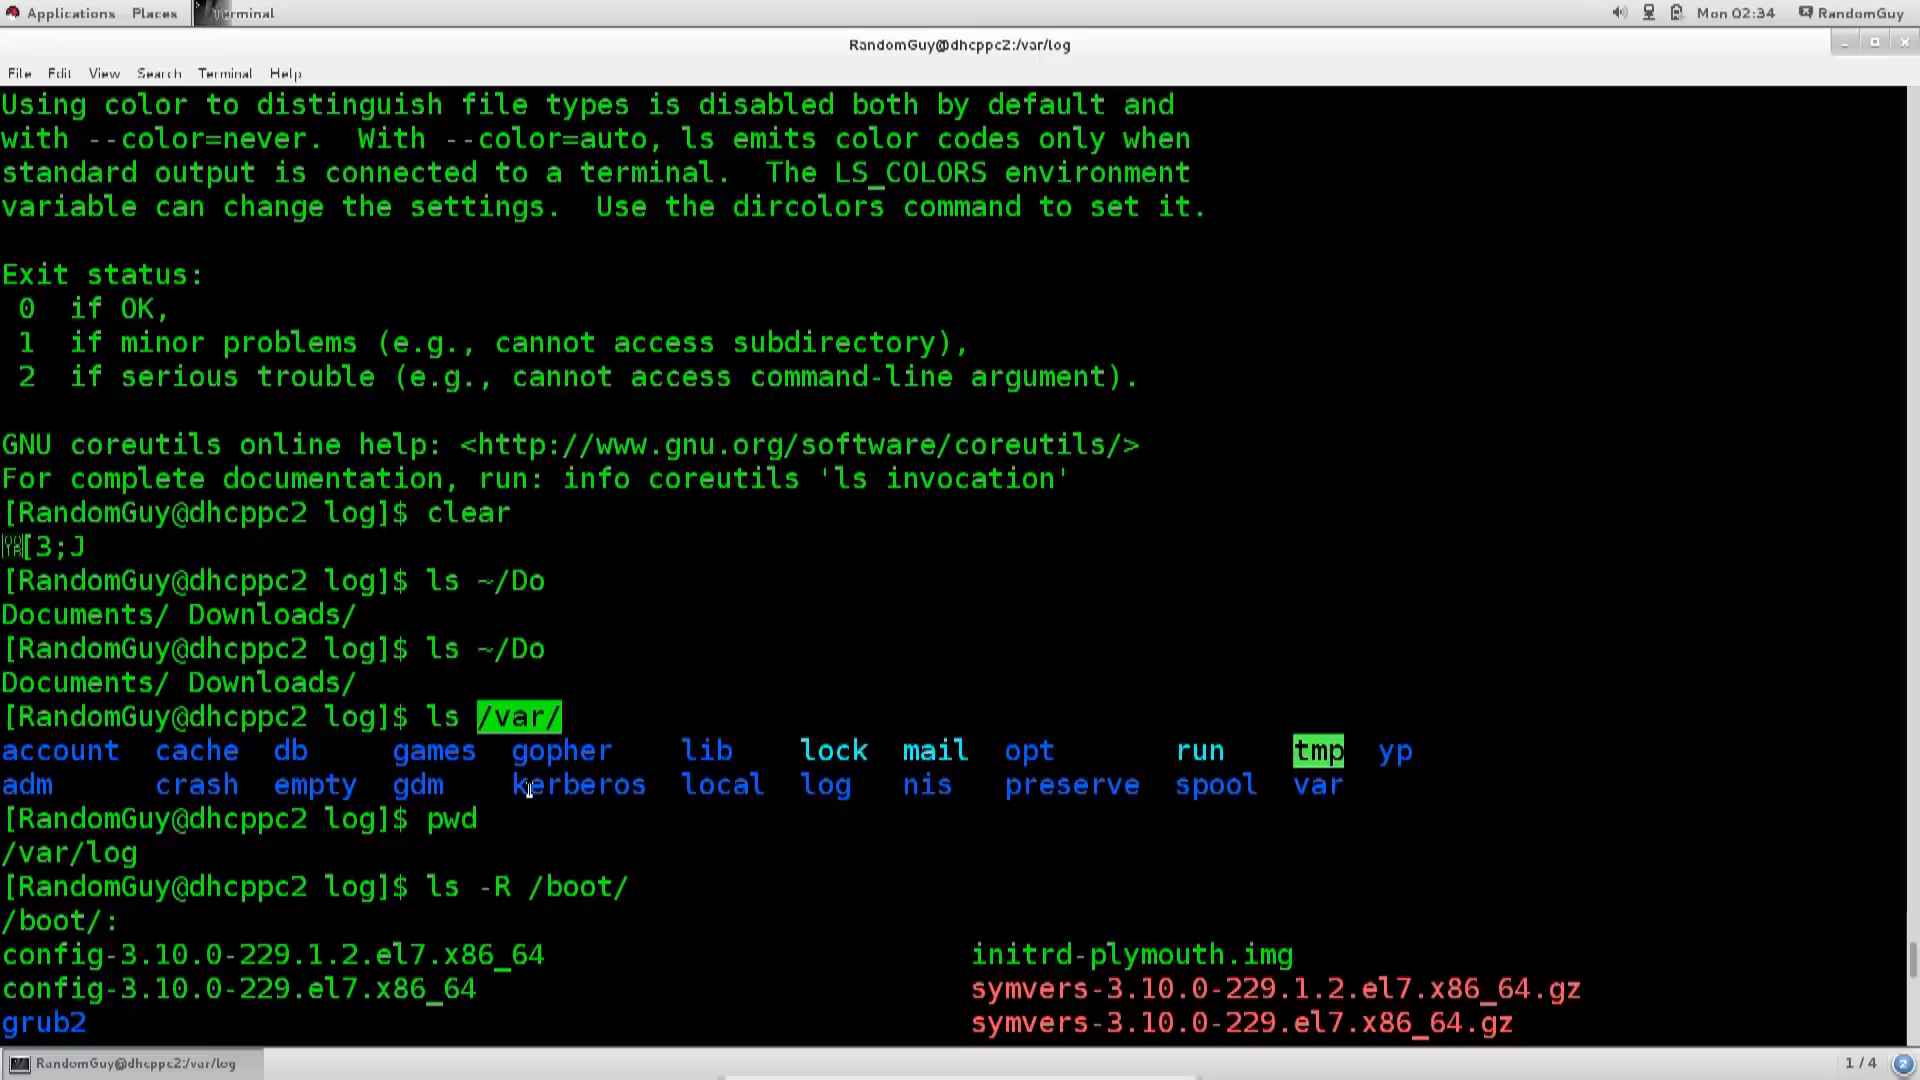 Applications Places Terminal Mon 02:34 RandomGuy
RandomGuy@dhcppc2:/var/log
File Edit View Search Terminal Help
Using color to distinguish file types is disabled both by default and
with --color=never.  With --color=auto, ls emits color codes only when
standard output is connected to a terminal.  The LS_COLORS environment
variable can change the settings.  Use the dircolors command to set it.
Exit status:
0  if OK,
1  if minor problems (e.g., cannot access subdirectory),
2  if serious trouble (e.g., cannot access command-line argument).
GNU coreutils online help: <http://www.gnu.org/software/coreutils/>
For complete documentation, run: info coreutils 'ls invocation'
[RandomGuy@dhcppc2 log]$ clear
[3;J
[RandomGuy@dhcppc2 log]$ ls ~/Do
Documents/ Downloads/
[RandomGuy@dhcppc2 log]$ ls ~/Do
Documents/ Downloads/
[RandomGuy@dhcppc2 log]$ ls /var/
account cache db games gopher lib lock mail opt run tmp yp
adm crash empty gdm kerberos local log nis preserve spool var
[RandomGuy@dhcppc2 log]$ pwd
/var/log
[RandomGuy@dhcppc2 log]$ ls -R /boot/
/boot/:
config-3.10.0-229.1.2.el7.x86_64 initrd-plymouth.img
config-3.10.0-229.el7.x86_64 symvers-3.10.0-229.1.2.el7.x86_64.gz
grub2 symvers-3.10.0-229.el7.x86_64.gz
RandomGuy@dhcppc2:/var/log 1 / 4 2